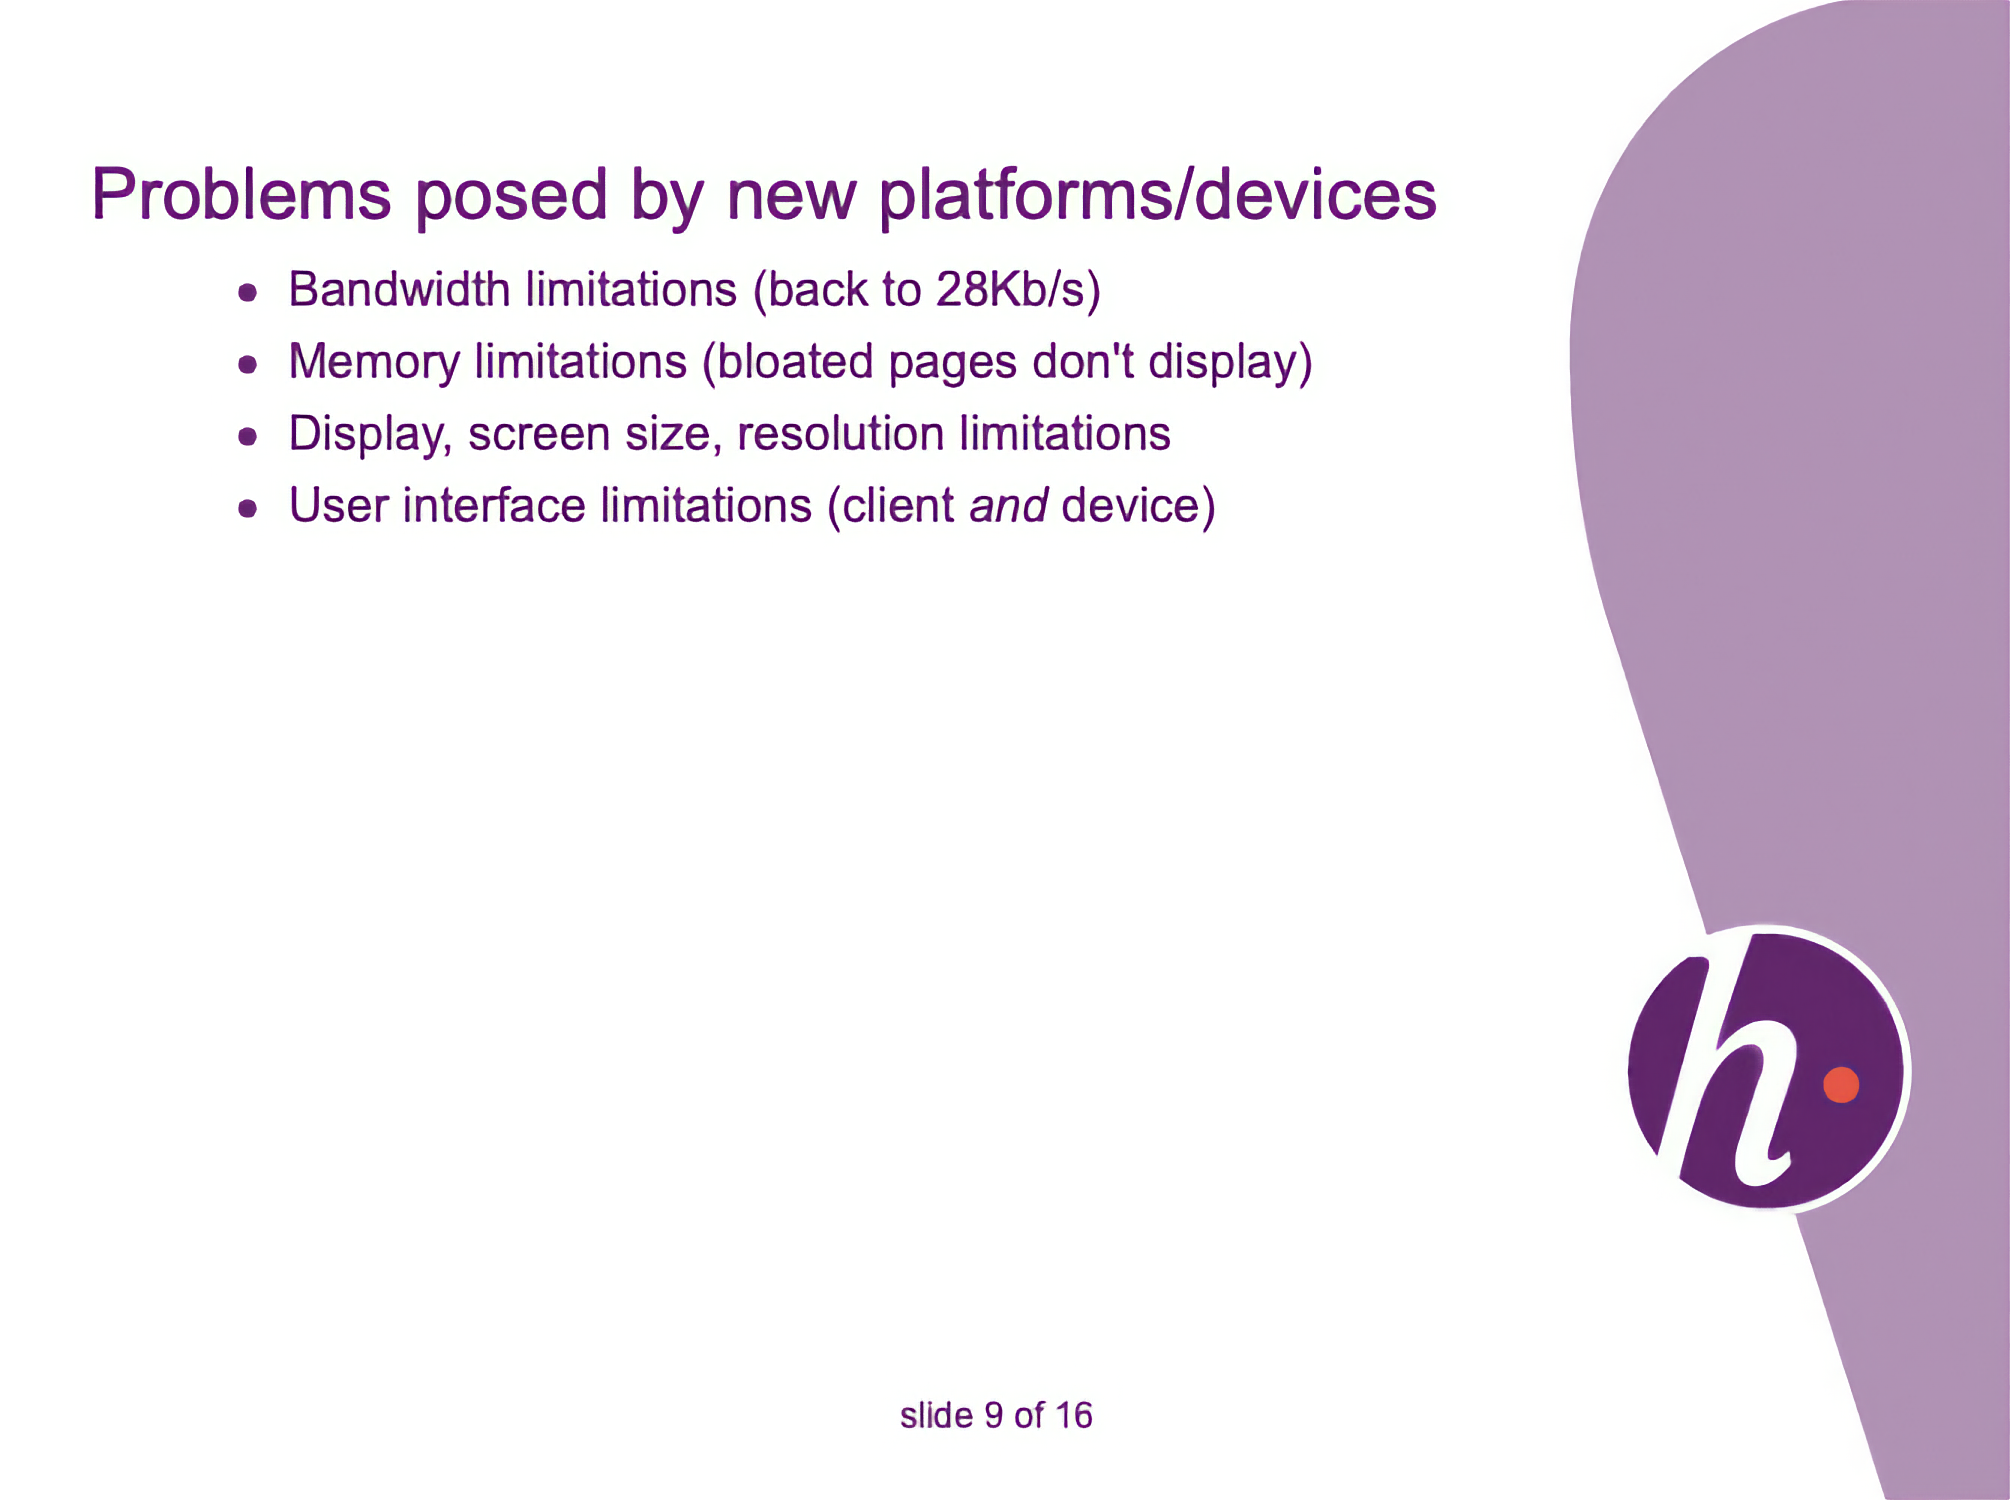 Problems posed by new platforms/devices
• Bandwidth limitations (back to 28Kb/s)
• Memory limitations (bloated pages don't display)
• Display, screen size, resolution limitations
• User interface limitations (client and device)
h
slide 9 of 16